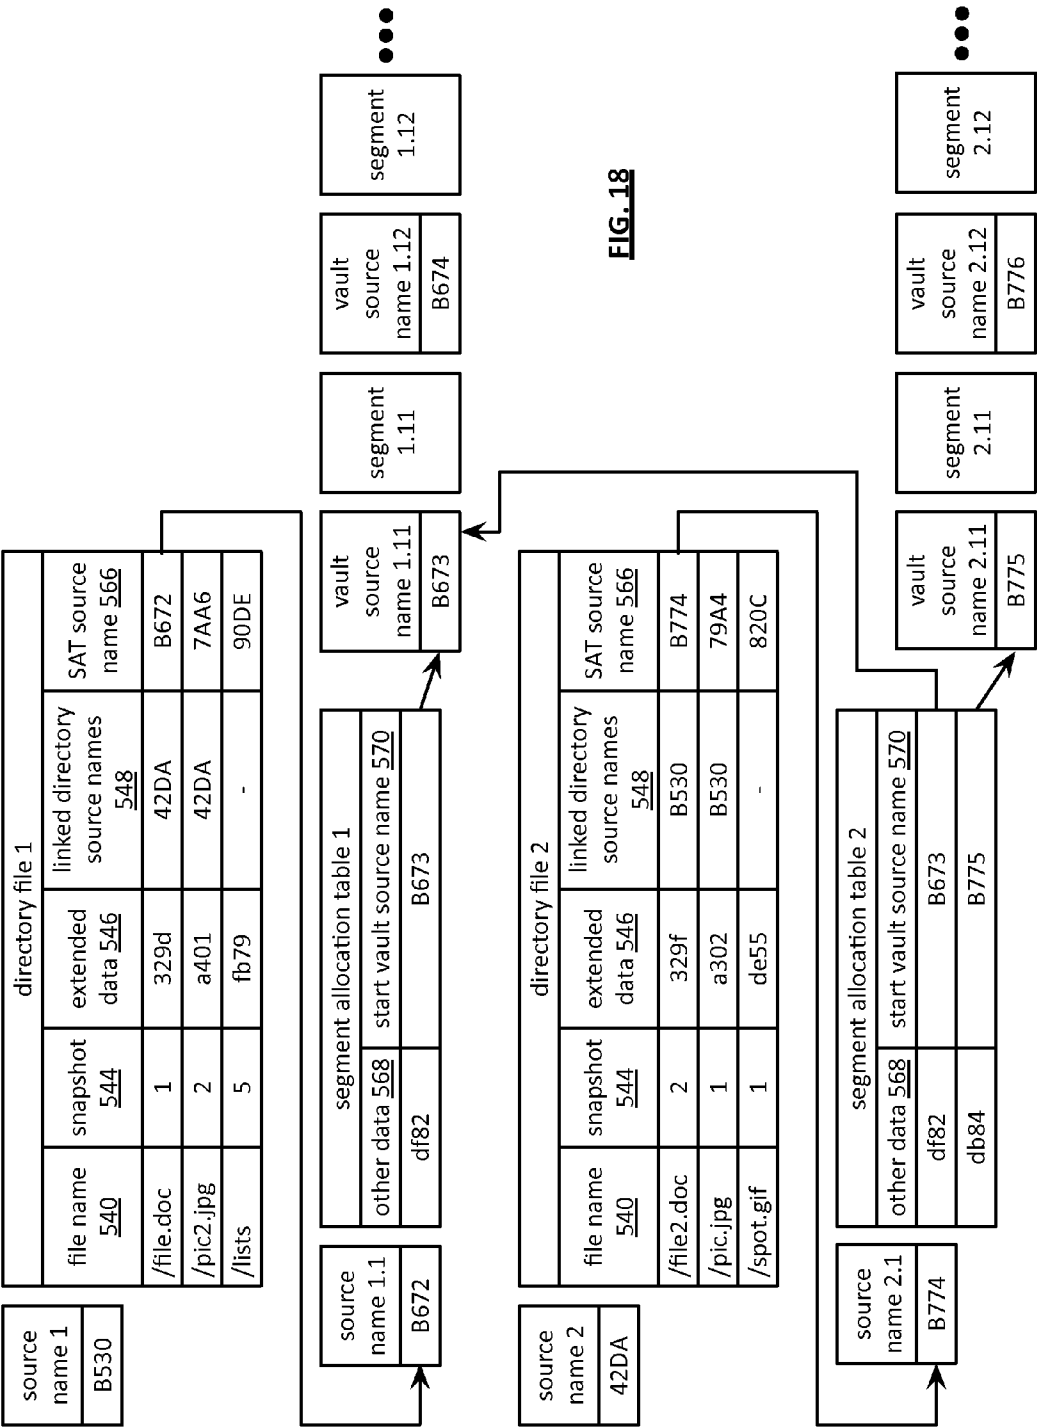 source
name 1
B530
directory file 1
file name
540
snapshot
544
extended
data 546
linked directory
source names
548
SAT source
name 566
/file.doc
1
329d
42DA
B672
/pic2.jpg
2
a401
42DA
7AA6
/lists
5
fb79
-
90DE
source
name 1.1
B672
segment allocation table 1
other data 568
start vault source name 570
df82
B673
vault
source
name 1.11
B673
segment
1.11
vault
source
name 1.12
B674
segment
1.12
source
name 2
42DA
directory file 2
file name
540
snapshot
544
extended
data 546
linked directory
source names
548
SAT source
name 566
/file2.doc
2
329f
B530
B774
/pic.jpg
1
a302
B530
79A4
/spot.gif
1
de55
-
820C
FIG. 18
source
name 2.1
B774
segment allocation table 2
other data 568
start vault source name 570
df82
B673
db84
B775
vault
source
name 2.11
B775
segment
2.11
vault
source
name 2.12
B776
segment
2.12